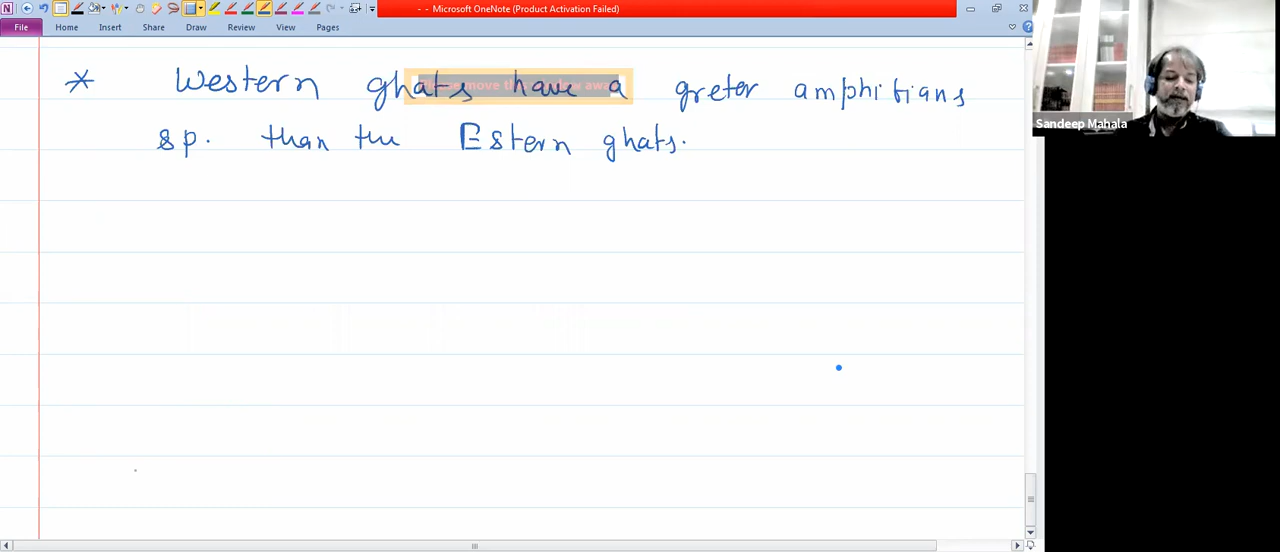 - - Microsoft OneNote (Product Activation Failed)
File Home Insert Share Draw Review View Pages
* Western ghats have a greter amphibians
sp. than the Estern ghats.
Sandeep Mahala